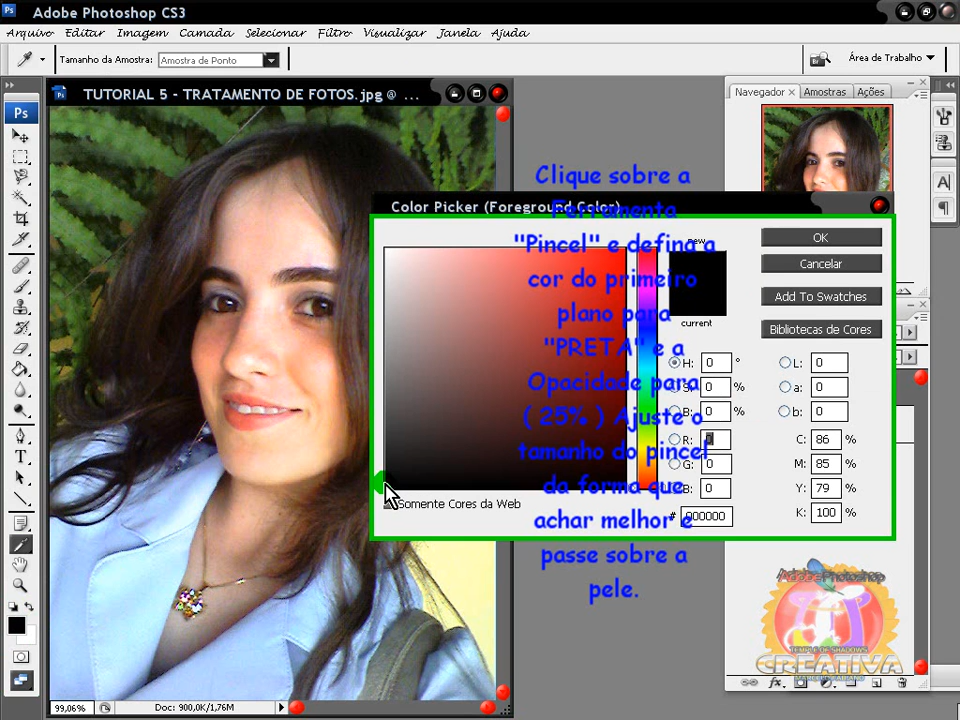 Adobe Photoshop CS3
Arquivo Editar Imagem Camada Selecionar Filtro Visualizar Janela Ajuda
Tamanho da Amostra: Amostra de Ponto
Área de Trabalho
TUTORIAL 5 - TRATAMENTO DE FOTOS.jpg @ ...
Navegador Amostras Ações
Ps
Clique sobre a
Ferramenta
"Pincel" e defina a
cor do primeiro
plano para
"PRETA" e a
Opacidade para
( 25% ) Ajuste o
tamanho do pincel
da forma que
achar melhor e
passe sobre a
pele.
Color Picker (Foreground Color)
new
current
OK
Cancelar
Add To Swatches
Bibliotecas de Cores
H: 0 °
0 %
B: 0 %
R: 0
G: 0
B: 0
# 000000
L: 0
a: 0
b: 0
C: 86 %
M: 85 %
Y: 79 %
K: 100 %
Somente Cores da Web
Adobe Photoshop
TEMPLE OF SHADOWS
CREATIVA
99,06% Doc: 900,0K/1,76M